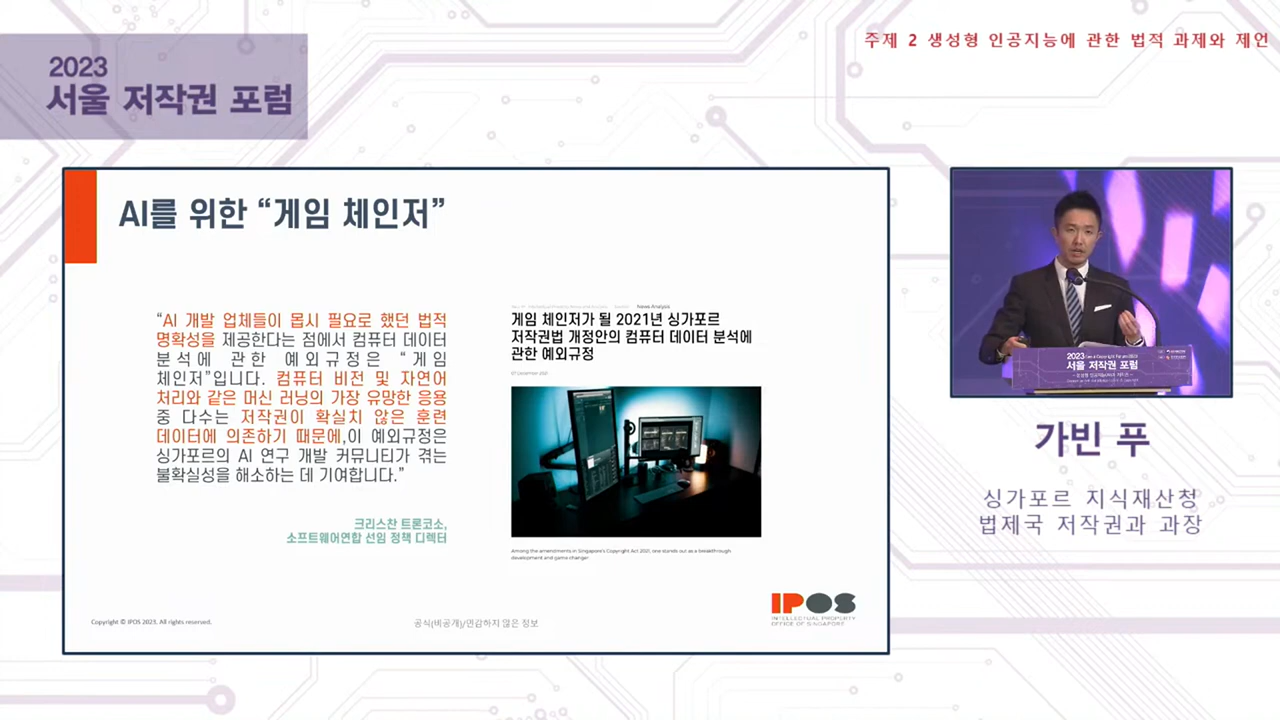 주제 2 생성형 인공지능에 관한 법적 과제와 제언
2023
서울 저작권 포럼
AI를 위한 “게임 체인저”
“AI 개발 업체들이 몹시 필요로 했던 법적
명확성을 제공한다는 점에서 컴퓨터 데이터
분석에 관한 예외규정은 “게임
체인저”입니다. 컴퓨터 비전 및 자연어
처리와 같은 머신 러닝의 가장 유망한 응용
중 다수는 저작권이 확실치 않은 훈련
데이터에 의존하기 때문에,이 예외규정은
싱가포르의 AI 연구 개발 커뮤니티가 겪는
불확실성을 해소하는 데 기여합니다.”
크리스찬 트론코소,
소프트웨어연합 선임 정책 디렉터
News Analysis
게임 체인저가 될 2021년 싱가포르
저작권법 개정안의 컴퓨터 데이터 분석에
관한 예외규정
07 December 2021
Among the amendments in Singapore's Copyright Act 2021, one stands out as a breakthrough
development and game changer
Copyright © IPOS 2023. All rights reserved.
공식(비공개)/민감하지 않은 정보
IPOS
INTELLECTUAL PROPERTY
OFFICE OF SINGAPORE
2023 Seoul Copyright Forum 2023
서울 저작권 포럼
가빈 푸
싱가포르 지식재산청
법제국 저작권과 과장